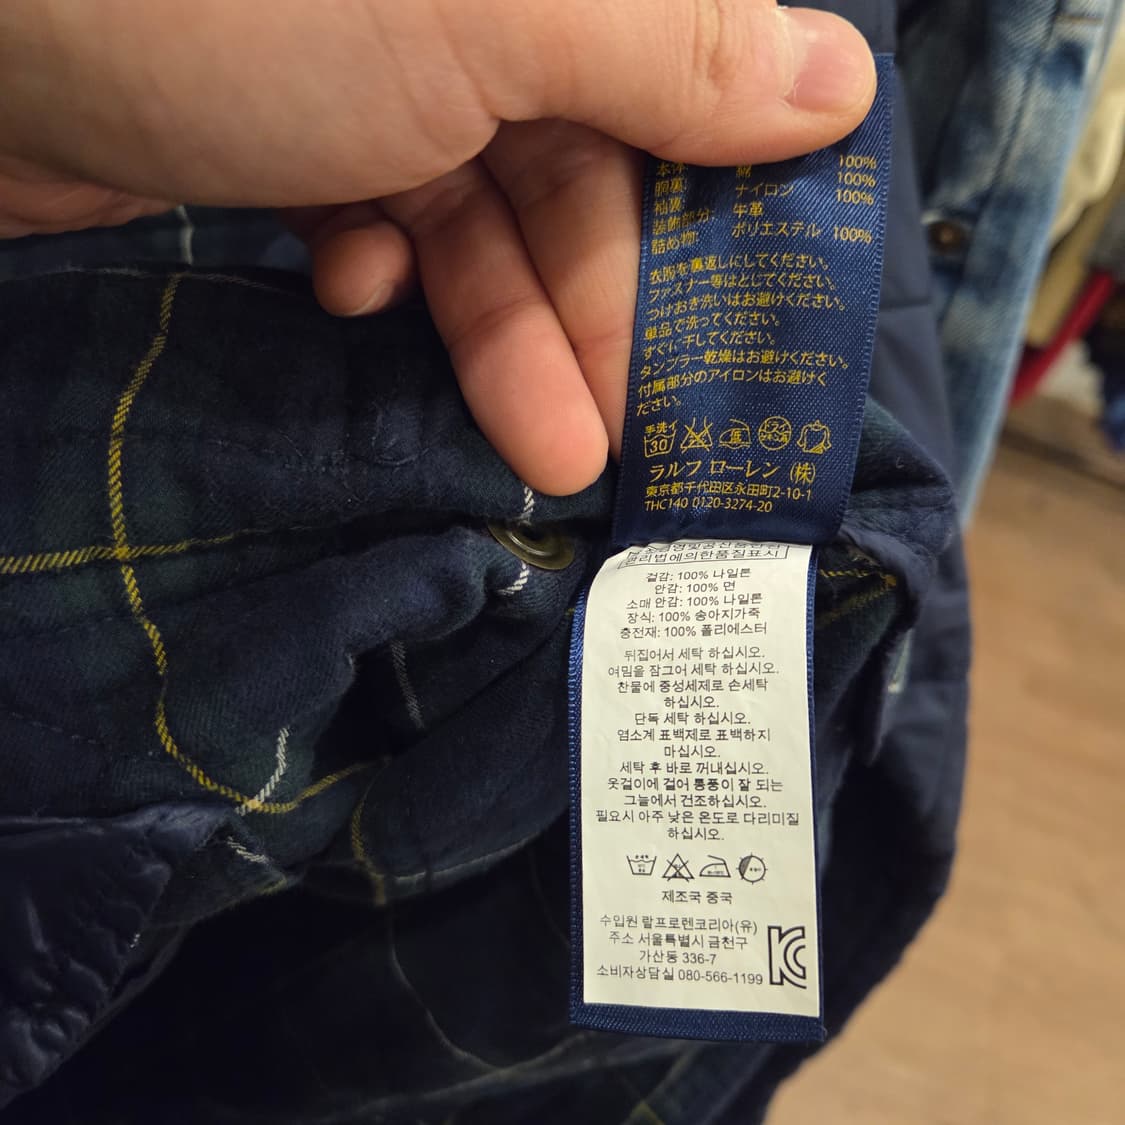 綿 100%
胴裏: ナイロン 100%
袖裏: 100%
装飾部分: 牛革
詰め物: ポリエステル 100%
衣服を裏返しにしてください。
ファスナー等はとじてください。
つけおき洗いはお避けください。
単品で洗ってください。
すぐに干してください。
タンブラー乾燥はお避けください。
付属部分のアイロンはお避けく
ださい。
手洗イ
30 低 ドライ
ラルフ ローレン (株)
東京都千代田区永田町2-10-1
THC140 0120-3274-20
관리법에의한품질표시
겉감: 100% 나일론
안감: 100% 면
소매 안감: 100% 나일론
장식: 100% 송아지가죽
충전재: 100% 폴리에스터
뒤집어서 세탁 하십시오.
여밈을 잠그어 세탁 하십시오.
찬물에 중성세제로 손세탁
하십시오.
단독 세탁 하십시오.
염소계 표백제로 표백하지
마십시오.
세탁 후 바로 꺼내십시오.
옷걸이에 걸어 통풍이 잘 되는
그늘에서 건조하십시오.
필요시 아주 낮은 온도로 다리미질
하십시오.
제조국 중국
수입원 랄프로렌코리아(유)
주소 서울특별시 금천구
가산동 336-7
소비자상담실 080-566-1199